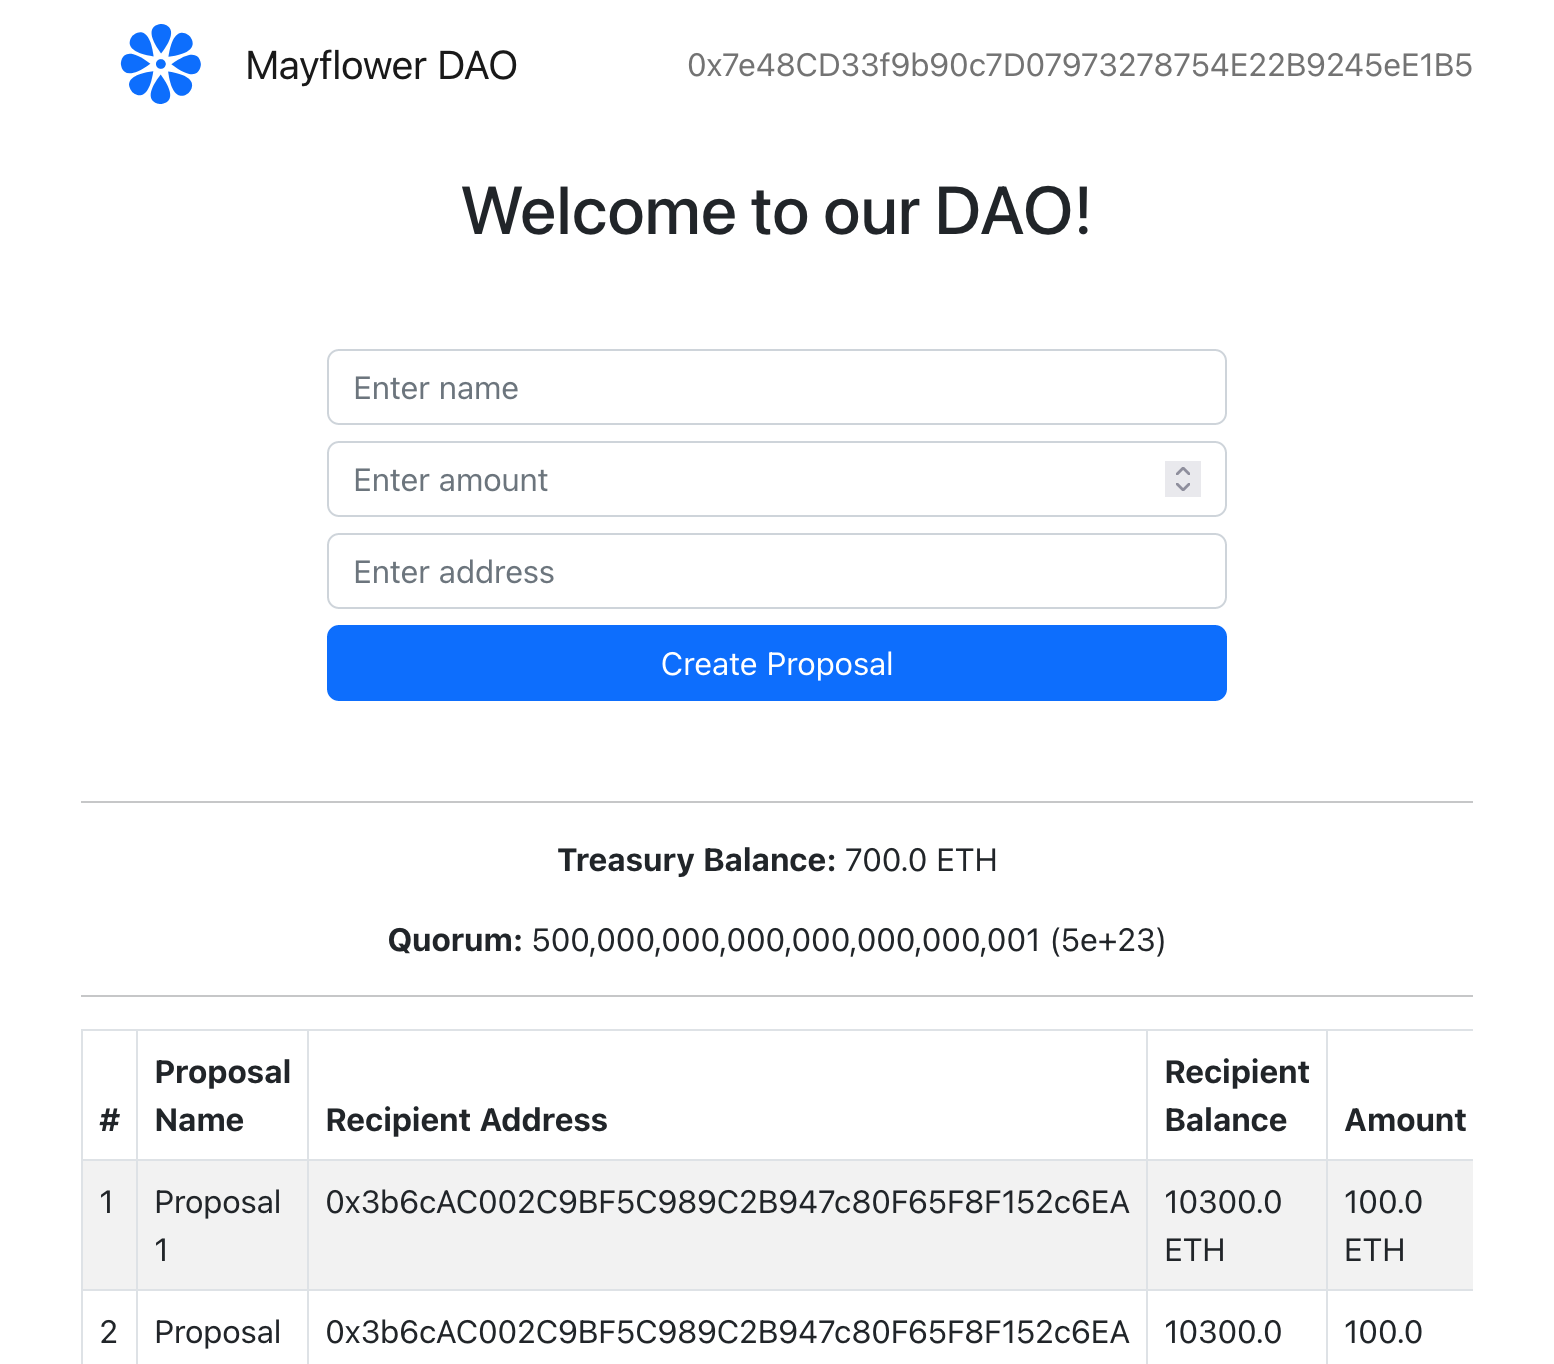 Mayflower DAO
0x7e48CD33f9b90c7D07973278754E22B9245eE1B5
Welcome to our DAO!
Enter name
Enter amount
Enter address
Create Proposal
Treasury Balance: 700.0 ETH
Quorum: 500,000,000,000,000,000,000,001 (5e+23)
# Proposal Name Recipient Address Recipient Balance Amount
1 Proposal 1 0x3b6cAC002C9BF5C989C2B947c80F65F8F152c6EA 10300.0 ETH 100.0 ETH
2 Proposal 0x3b6cAC002C9BF5C989C2B947c80F65F8F152c6EA 10300.0 100.0